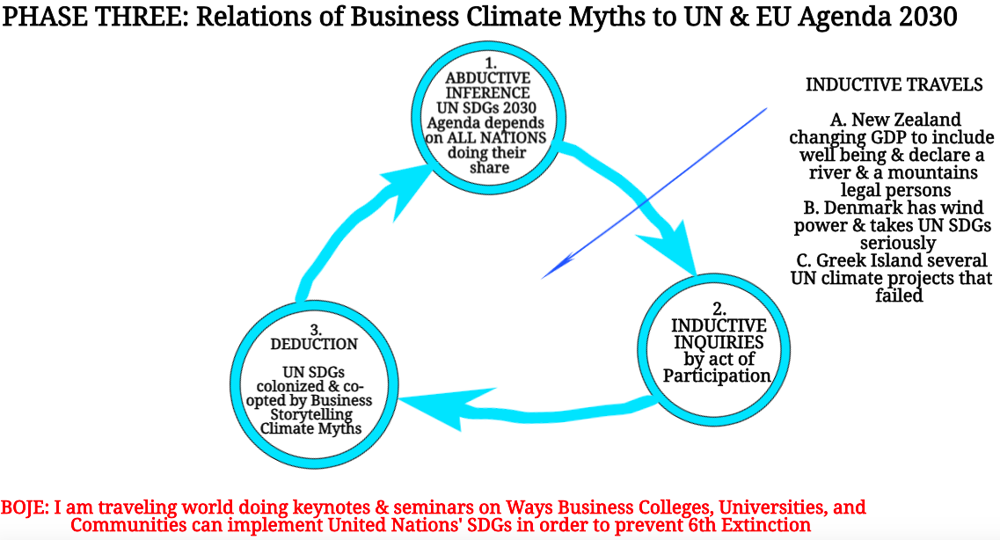 PHASE THREE: Relations of Business Climate Myths to UN & EU Agenda 2030
1.
ABDUCTIVE
INFERENCE
UN SDGs 2030
Agenda depends
on ALL NATIONS
doing their
share
INDUCTIVE TRAVELS
A. New Zealand
changing GDP to include
well being & declare a
river & a mountains
legal persons
B. Denmark has wind
power & takes UN SDGs
seriously
C. Greek Island several
UN climate projects that
failed
2.
INDUCTIVE
INQUIRIES
by act of
Participation
3.
DEDUCTION
UN SDGs
colonized & co-
opted by Business
Storytelling
Climate Myths
BOJE: I am traveling world doing keynotes & seminars on Ways Business Colleges, Universities, and
Communities can implement United Nations' SDGs in order to prevent 6th Extinction